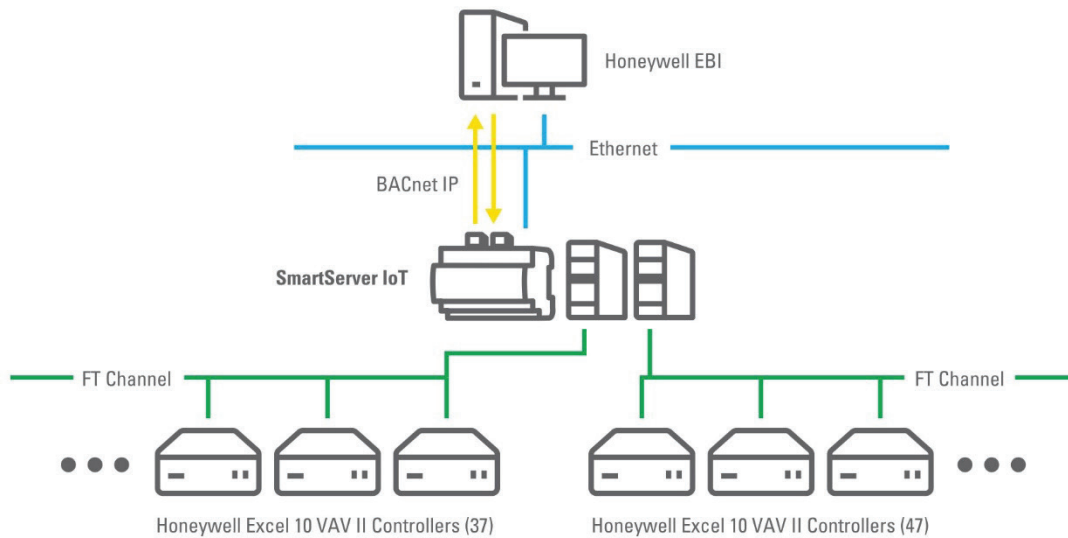 Honeywell EBI
Ethernet
BACnet IP
SmartServer IoT
FT Channel
FT Channel
Honeywell Excel 10 VAV II Controllers (37)
Honeywell Excel 10 VAV II Controllers (47)